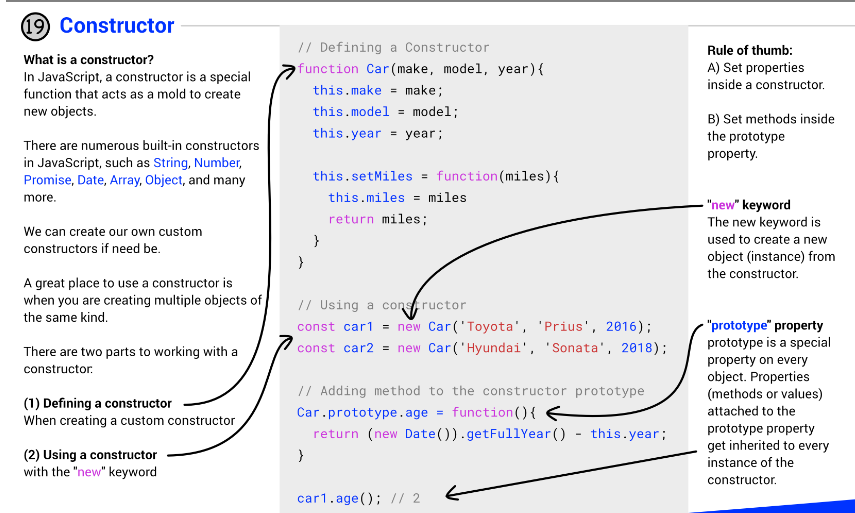 19 Constructor
What is a constructor?
In JavaScript, a constructor is a special
function that acts as a mold to create
new objects.
There are numerous built-in constructors
in JavaScript, such as String, Number,
Promise, Date, Array, Object, and many
more.
We can create our own custom
constructors if need be.
A great place to use a constructor is
when you are creating multiple objects of
the same kind.
There are two parts to working with a
constructor:
(1) Defining a constructor
When creating a custom constructor
(2) Using a constructor
with the "new" keyword
// Defining a Constructor
function Car(make, model, year){
this.make = make;
this.model = model;
this.year = year;
this.setMiles = function(miles){
this.miles = miles
return miles;
}
}
// Using a constructor
const car1 = new Car('Toyota', 'Prius', 2016);
const car2 = new Car('Hyundai', 'Sonata', 2018);
// Adding method to the constructor prototype
Car.prototype.age = function(){
return (new Date()).getFullYear() - this.year;
}
car1.age(); // 2
Rule of thumb:
A) Set properties
inside a constructor.
B) Set methods inside
the prototype
property.
"new" keyword
The new keyword is
used to create a new
object (instance) from
the constructor.
"prototype" property
prototype is a special
property on every
object. Properties
(methods or values)
attached to the
prototype property
get inherited to every
instance of the
constructor.